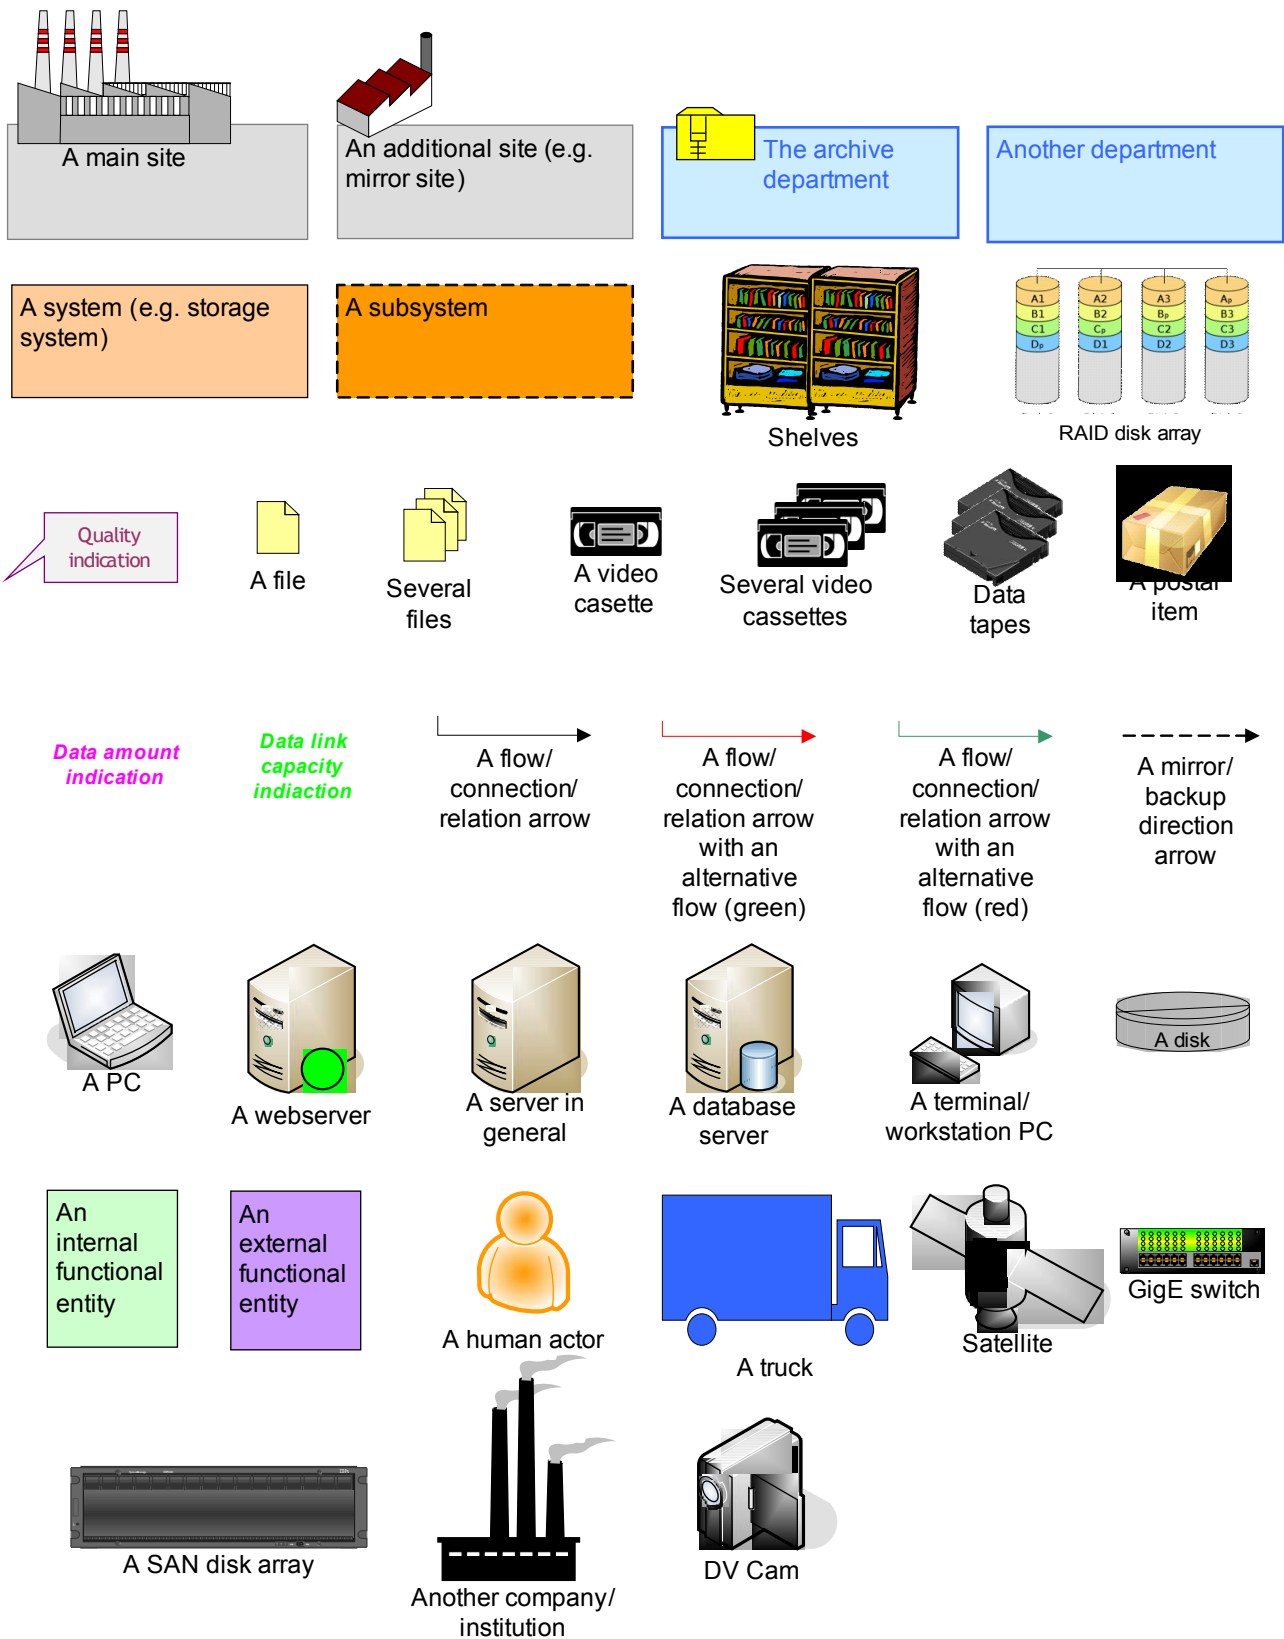 A main site
An additional site (e.g.
mirror site)
The archive
department
Another department
A system (e.g. storage
system)
A subsystem
A1
A2
A3
Ap
B1
B2
Bp
B3
C1
Cp
C2
C3
Dp
D1
D2
D3
Shelves
RAID disk array
Quality
indication
A file
Several
files
A video
casette
Several video
cassettes
Data
tapes
A postal
item
Data amount
indication
Data link
capacity
indiaction
A flow/
connection/
relation arrow
A flow/
connection/
relation arrow
with an
alternative
flow (green)
A flow/
connection/
relation arrow
with an
alternative
flow (red)
A mirror/
backup
direction
arrow
A PC
A webserver
A server in
general
A database
server
A terminal/
workstation PC
A disk
An
internal
functional
entity
An
external
functional
entity
A human actor
A truck
Satellite
GigE switch
A SAN disk array
Another company/
institution
DV Cam